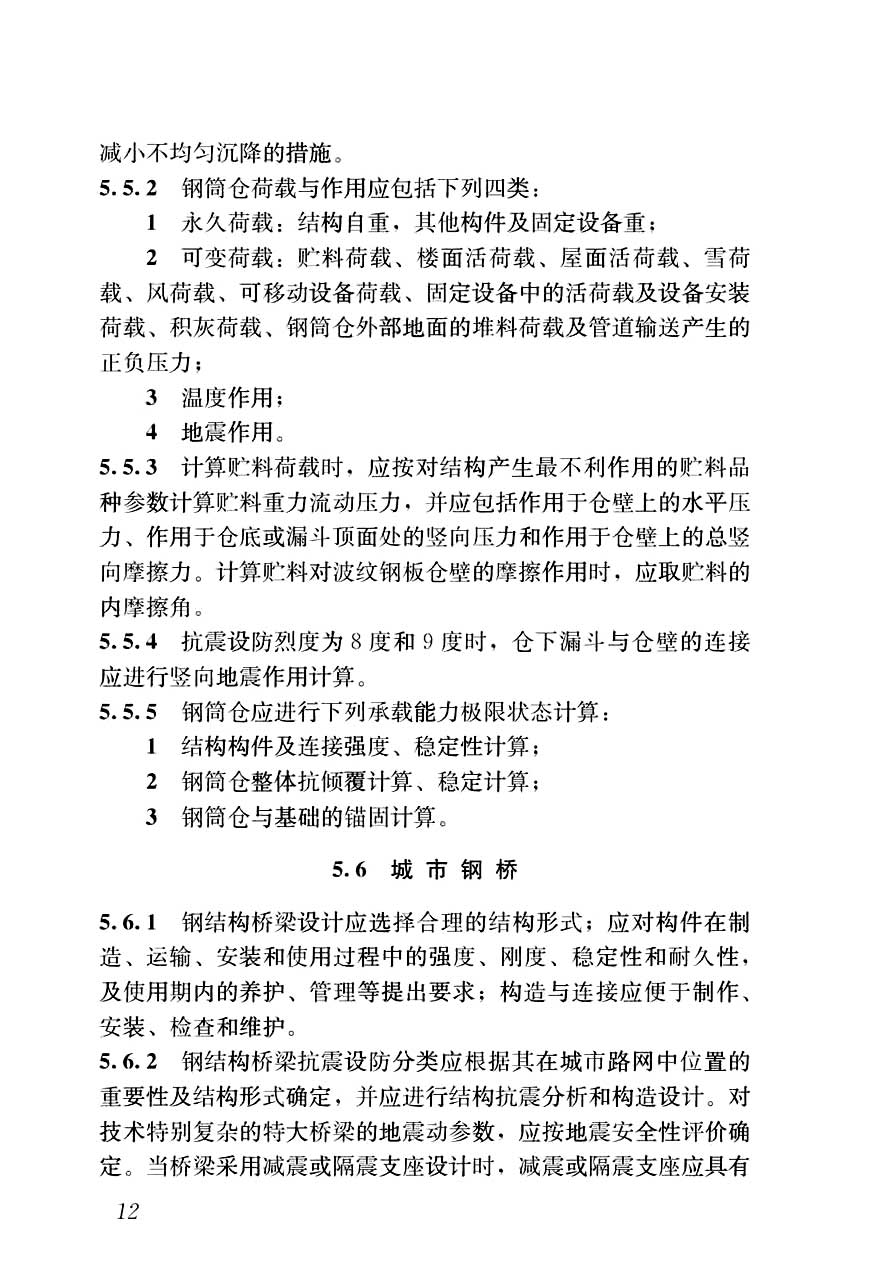 减小不均匀沉降的措施。
5.5.2 钢筒仓荷载与作用应包括下列四类：
1 永久荷载：结构自重，其他构件及固定设备重；
2 可变荷载：贮料荷载、楼面活荷载、屋面活荷载、雪荷
载、风荷载、可移动设备荷载、固定设备中的活荷载及设备安装
荷载、积灰荷载、钢筒仓外部地面的堆料荷载及管道输送产生的
正负压力；
3 温度作用；
4 地震作用。
5.5.3 计算贮料荷载时，应按对结构产生最不利作用的贮料品
种参数计算贮料重力流动压力，并应包括作用于仓壁上的水平压
力、作用于仓底或漏斗顶面处的竖向压力和作用于仓壁上的总竖
向摩擦力。计算贮料对波纹钢板仓壁的摩擦作用时，应取贮料的
内摩擦角。
5.5.4 抗震设防烈度为 8 度和 9 度时，仓下漏斗与仓壁的连接
应进行竖向地震作用计算。
5.5.5 钢筒仓应进行下列承载能力极限状态计算：
1 结构构件及连接强度、稳定性计算；
2 钢筒仓整体抗倾覆计算、稳定计算；
3 钢筒仓与基础的锚固计算。
5.6 城市钢桥
5.6.1 钢结构桥梁设计应选择合理的结构形式；应对构件在制
造、运输、安装和使用过程中的强度、刚度、稳定性和耐久性，
及使用期内的养护、管理等提出要求；构造与连接应便于制作、
安装、检查和维护。
5.6.2 钢结构桥梁抗震设防分类应根据其在城市路网中位置的
重要性及结构形式确定，并应进行结构抗震分析和构造设计。对
技术特别复杂的特大桥梁的地震动参数，应按地震安全性评价确
定。当桥梁采用减震或隔震支座设计时，减震或隔震支座应具有
12